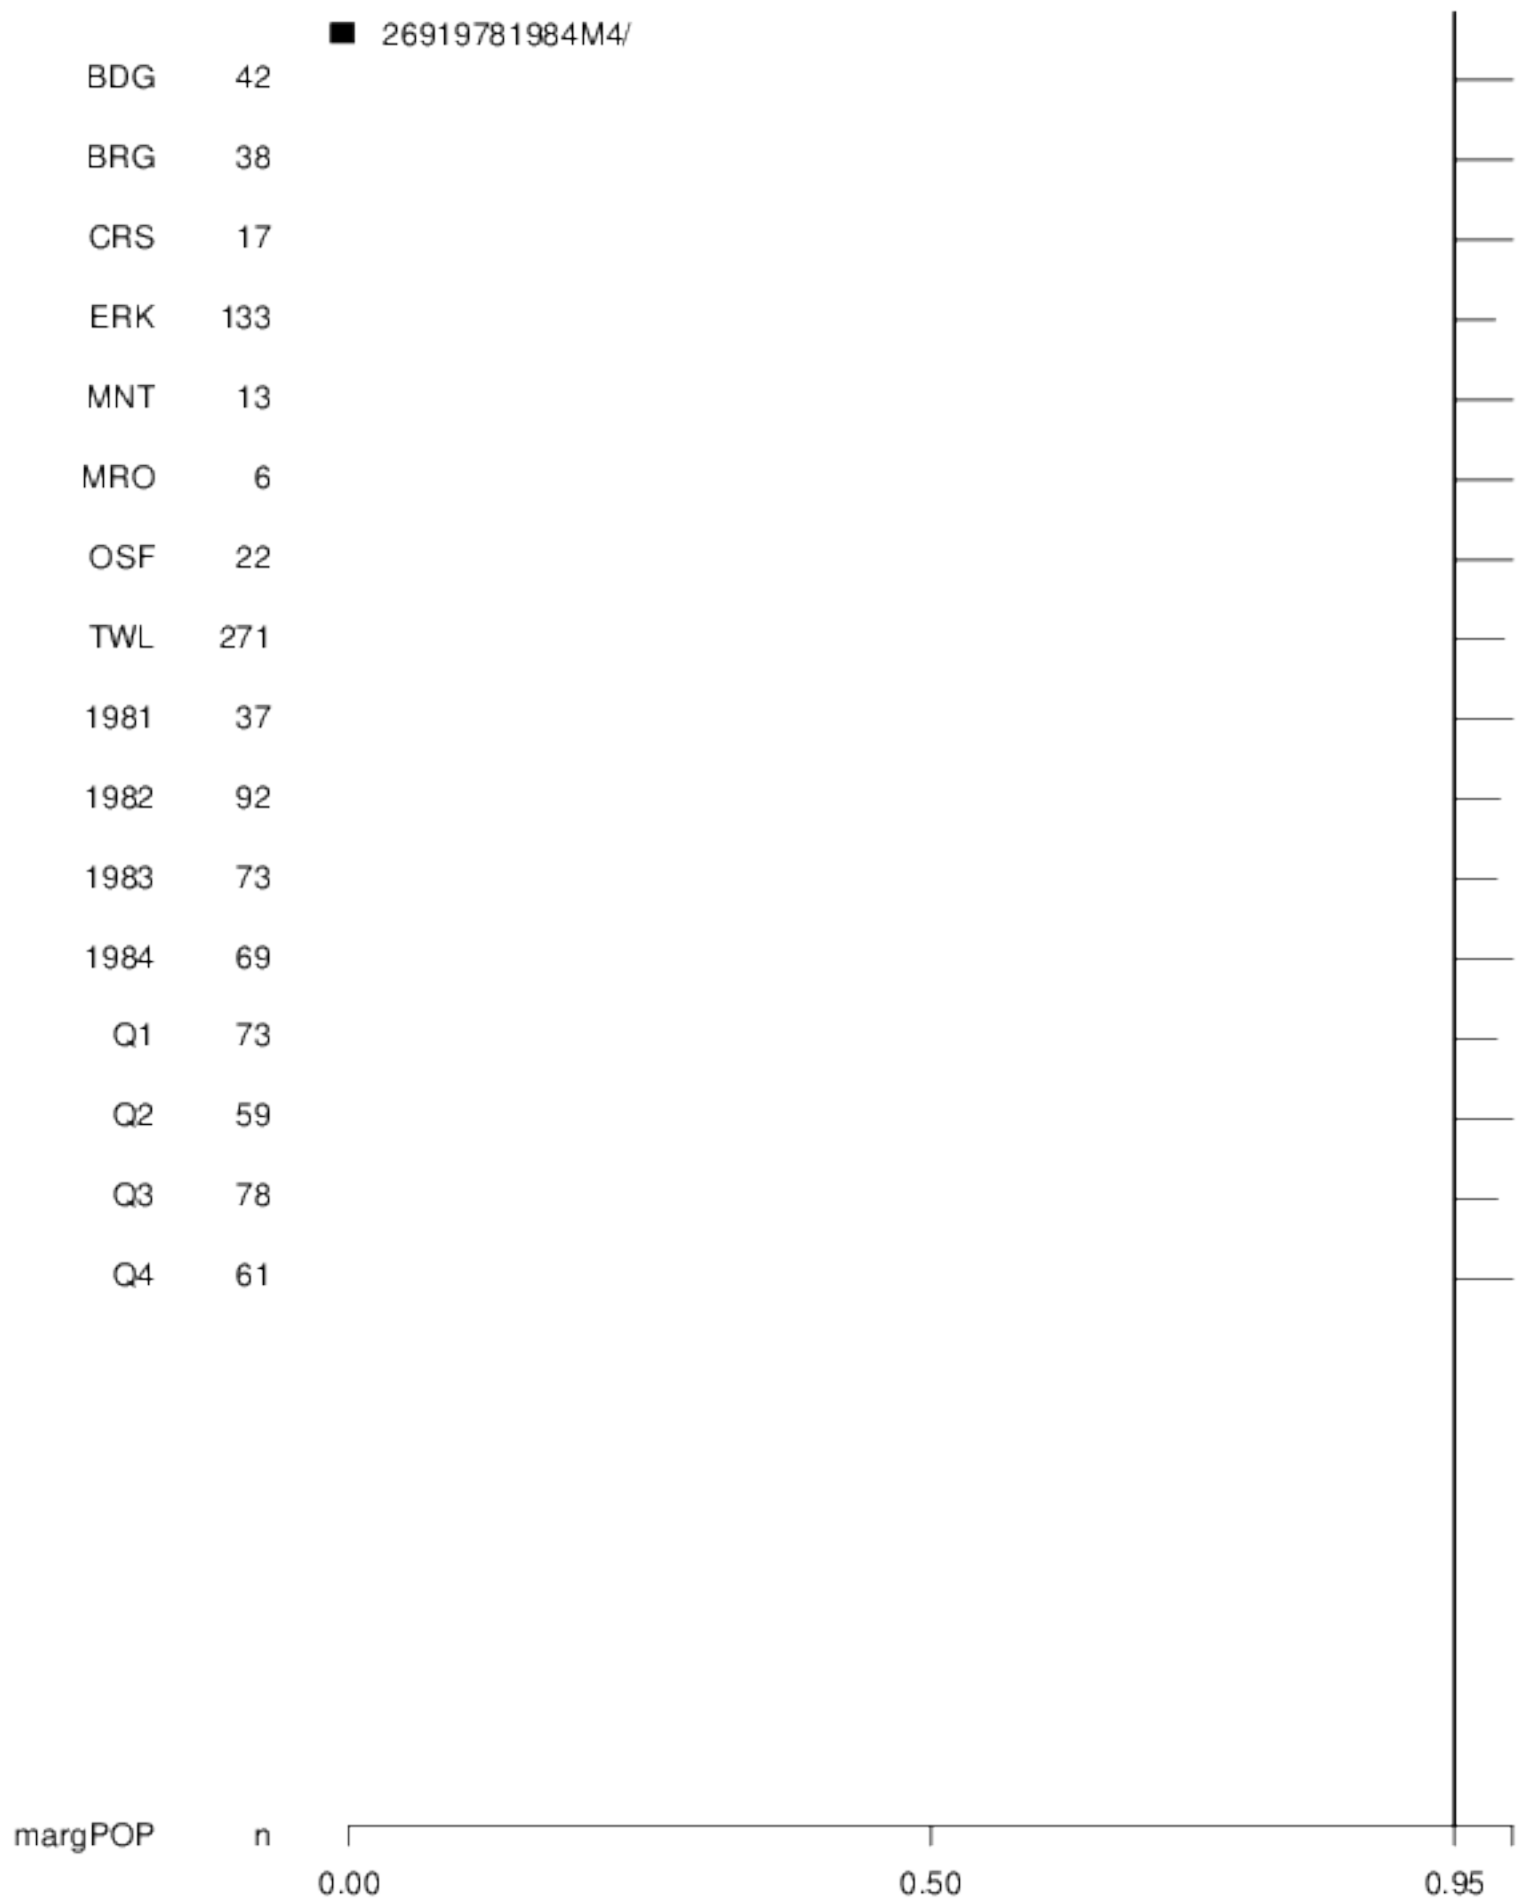 26919781984M4/
BDG 42
BRG 38
CRS 17
ERK 133
MNT 13
MRO 6
OSF 22
TWL 271
1981 37
1982 92
1983 73
1984 69
Q1 73
Q2 59
Q3 78
Q4 61
margPOP n
0.00 0.50 0.95